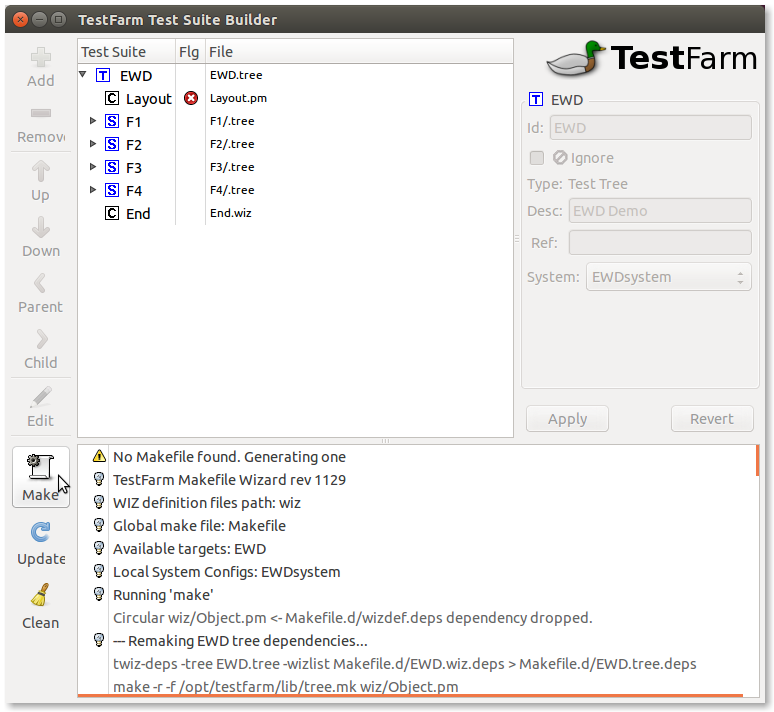 TestFarm Test Suite Builder
Add
Remov
Up
Down
Parent
Child
Edit
Make
Update
Clean
Test Suite Flg File
T EWD EWD.tree
C Layout Layout.pm
S F1 F1/.tree
S F2 F2/.tree
S F3 F3/.tree
S F4 F4/.tree
C End End.wiz
TestFarm
T EWD
Id: EWD
Ignore
Type: Test Tree
Desc: EWD Demo
Ref:
System: EWDsystem
Apply Revert
No Makefile found. Generating one
TestFarm Makefile Wizard rev 1129
WIZ definition files path: wiz
Global make file: Makefile
Available targets: EWD
Local System Configs: EWDsystem
Running 'make'
Circular wiz/Object.pm <- Makefile.d/wizdef.deps dependency dropped.
--- Remaking EWD tree dependencies...
twiz-deps -tree EWD.tree -wizlist Makefile.d/EWD.wiz.deps > Makefile.d/EWD.tree.deps
make -r -f /opt/testfarm/lib/tree.mk wiz/Object.pm